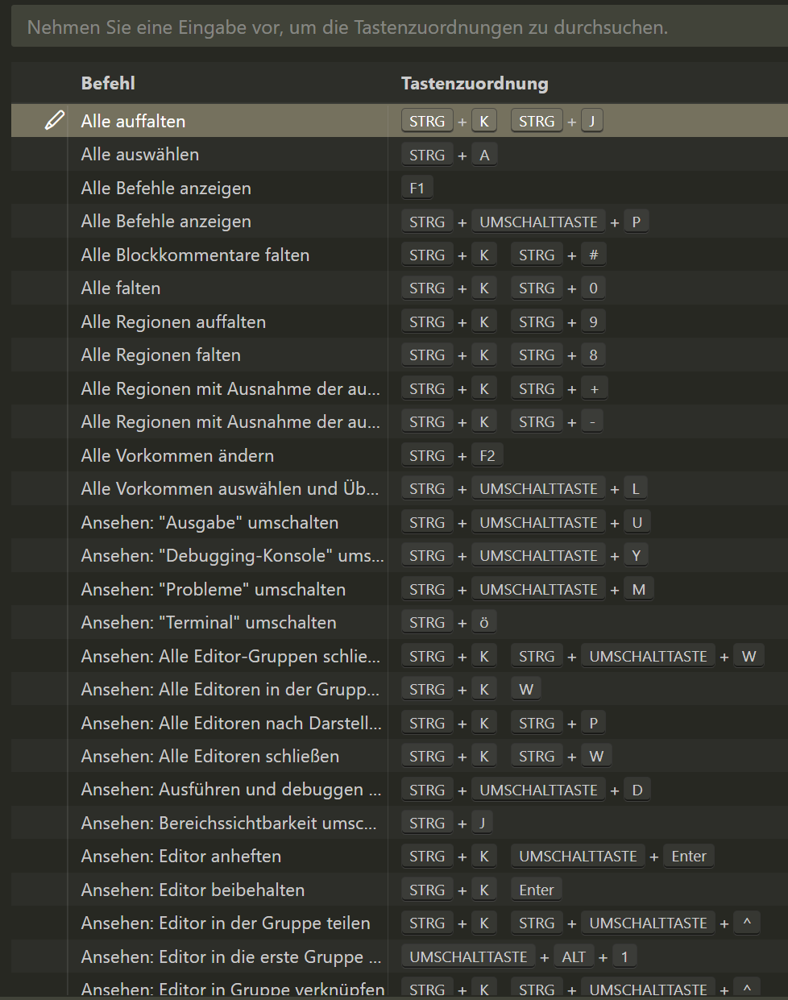 Nehmen Sie eine Eingabe vor, um die Tastenzuordnungen zu durchsuchen.
Befehl Tastenzuordnung
Alle auffalten STRG + K STRG + J
Alle auswählen STRG + A
Alle Befehle anzeigen F1
Alle Befehle anzeigen STRG + UMSCHALTTASTE + P
Alle Blockkommentare falten STRG + K STRG + #
Alle falten STRG + K STRG + 0
Alle Regionen auffalten STRG + K STRG + 9
Alle Regionen falten STRG + K STRG + 8
Alle Regionen mit Ausnahme der au... STRG + K STRG + +
Alle Regionen mit Ausnahme der au... STRG + K STRG + -
Alle Vorkommen ändern STRG + F2
Alle Vorkommen auswählen und Üb... STRG + UMSCHALTTASTE + L
Ansehen: "Ausgabe" umschalten STRG + UMSCHALTTASTE + U
Ansehen: "Debugging-Konsole" ums... STRG + UMSCHALTTASTE + Y
Ansehen: "Probleme" umschalten STRG + UMSCHALTTASTE + M
Ansehen: "Terminal" umschalten STRG + ö
Ansehen: Alle Editor-Gruppen schlie... STRG + K STRG + UMSCHALTTASTE + W
Ansehen: Alle Editoren in der Grupp... STRG + K W
Ansehen: Alle Editoren nach Darstell... STRG + K STRG + P
Ansehen: Alle Editoren schließen STRG + K STRG + W
Ansehen: Ausführen und debuggen ... STRG + UMSCHALTTASTE + D
Ansehen: Bereichssichtbarkeit umsc... STRG + J
Ansehen: Editor anheften STRG + K UMSCHALTTASTE + Enter
Ansehen: Editor beibehalten STRG + K Enter
Ansehen: Editor in der Gruppe teilen STRG + K STRG + UMSCHALTTASTE + ^
Ansehen: Editor in die erste Gruppe ... UMSCHALTTASTE + ALT + 1
Ansehen: Editor in Gruppe verknüpfen STRG + K STRG + UMSCHALTTASTE + ^